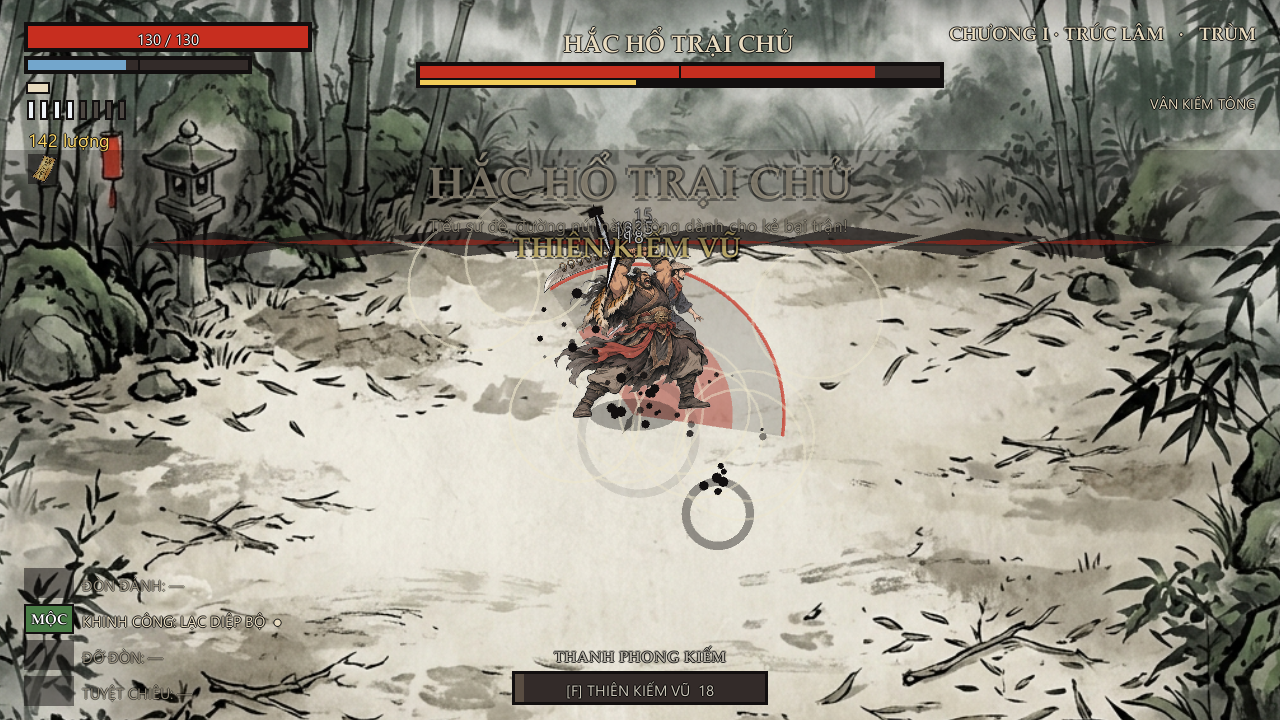 130 / 130
HẮC HỔ TRẠI CHỦ
CHƯƠNG I · TRÚC LÂM · TRÙM
VÂN KIẾM TÔNG
142 lượng
HẮC HỔ TRẠI CHỦ
15
dành cho kẻ bại trận!
THIÊN KIẾM VŨ
ĐÒN ĐÁNH: —
MỘC
KHINH CÔNG: LẠC DIỆP BỘ
ĐỠ ĐÒN: —
TUYỆT CHIÊU: —
THANH PHONG KIẾM
[F] THIÊN KIẾM VŨ 18